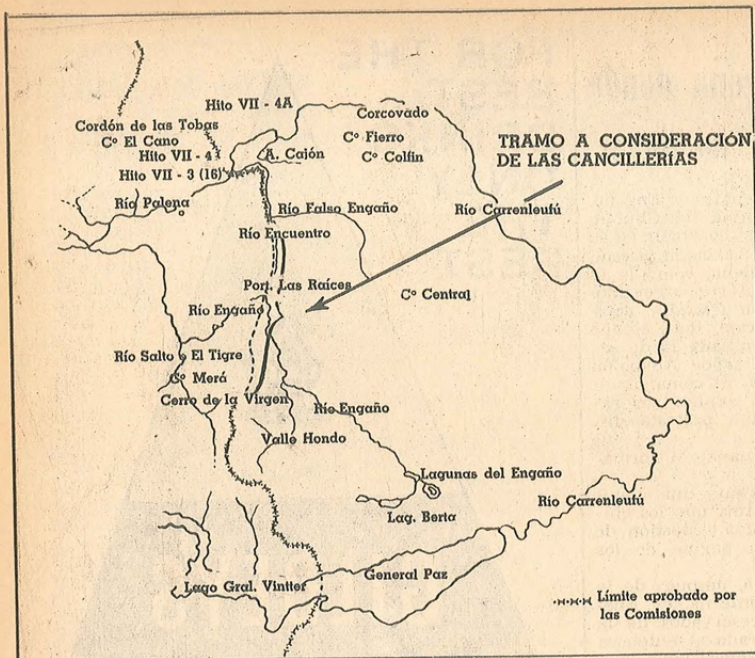 Hito VII - 4A
Corcovado
Cordón de las Tobas
Cº El Cano
Cº Fierro
TRAMO A CONSIDERACIÓN
DE LAS CANCILLERÍAS
Hito VII - 4
A. Cajón
Cº Colfin
Hito VII - 3 (16)
Río Palena
Río Falso Engaño
Río Carrenleufú
Río Encuentro
Port. Las Raíces
Cº Central
Río Engaño
Río Salto
El Tigre
Cº Morá
Cerro de la Virgen
Río Engaño
Valle Hondo
Lagunas del Engaño
Río Carrenleufú
Lag. Berta
General Paz
Lago Gral. Vintter
Límite aprobado por
las Comisiones